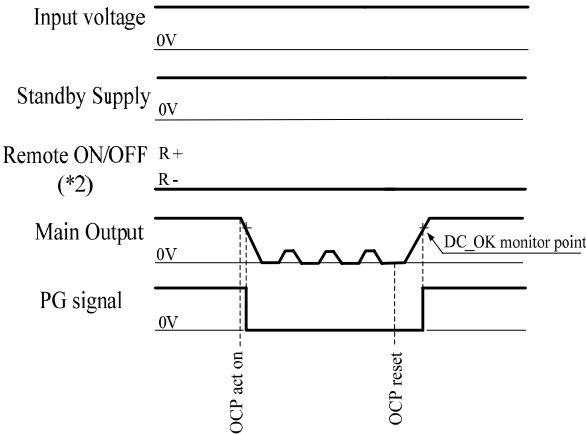 Input voltage
0V
Standby Supply
0V
Remote ON/OFF R+
(*2) R-
Main Output
0V
DC_OK monitor point
PG signal
0V
OCP act on
OCP reset